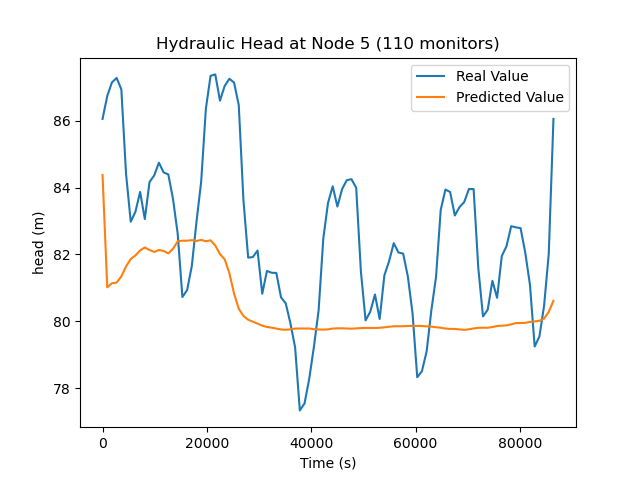 Hydraulic Head at Node 5 (110 monitors)
Real Value
Predicted Value
head (m)
86
84
82
80
78
0
20000
40000
60000
80000
Time (s)